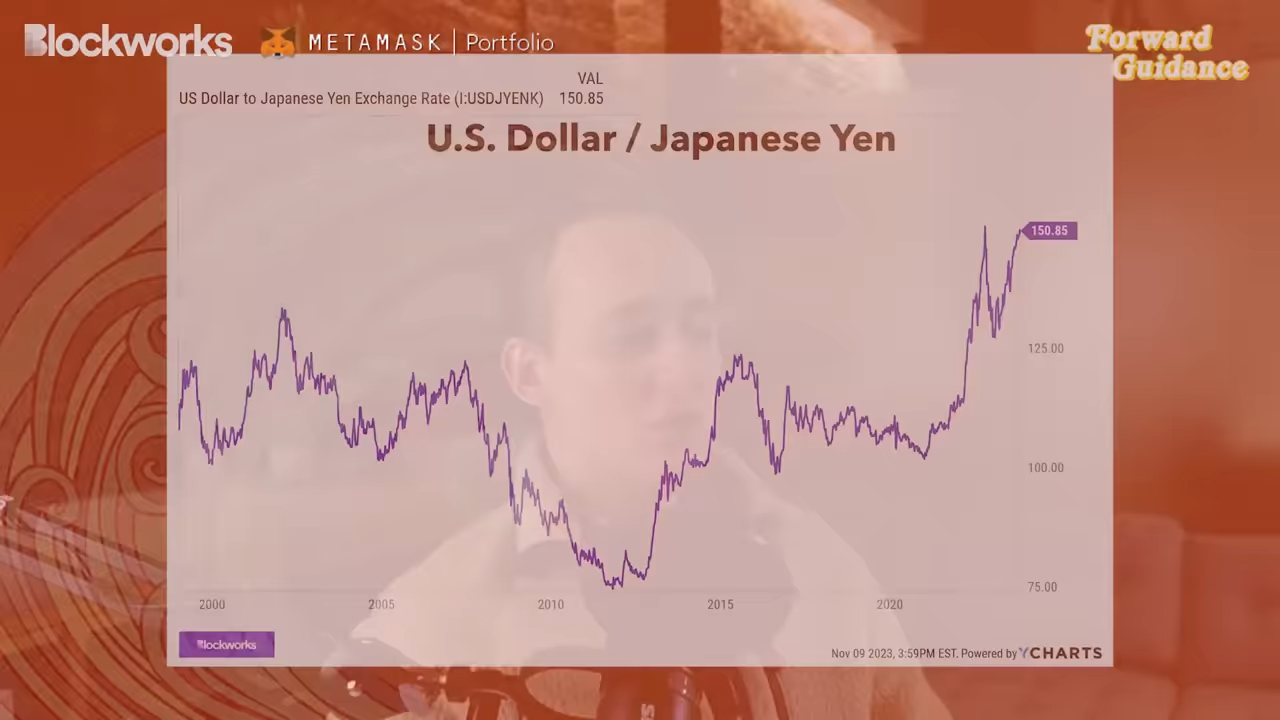 Blockworks
METAMASK | Portfolio
Forward
Guidance
VAL
US Dollar to Japanese Yen Exchange Rate (I:USDJYENK) 150.85
U.S. Dollar / Japanese Yen
150.85
125.00
100.00
75.00
2000 2005 2010 2015 2020
Blockworks
Nov 09 2023, 3:59PM EST. Powered by YCHARTS